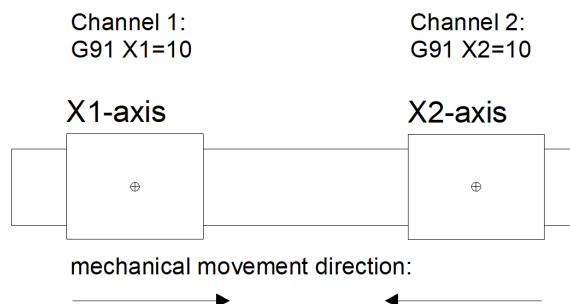 Channel 1:
G91 X1=10
Channel 2:
G91 X2=10
X1-axis
X2-axis
mechanical movement direction: